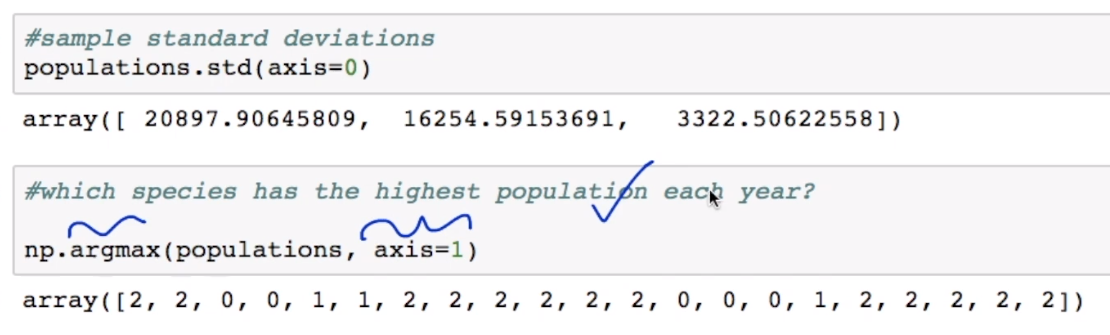 #sample standard deviations
populations.std(axis=0)
array([ 20897.90645809,  16254.59153691,   3322.50622558])
#which species has the highest population each year?
np.argmax(populations, axis=1)
array([2, 2, 0, 0, 1, 1, 2, 2, 2, 2, 2, 2, 0, 0, 0, 1, 2, 2, 2, 2, 2])